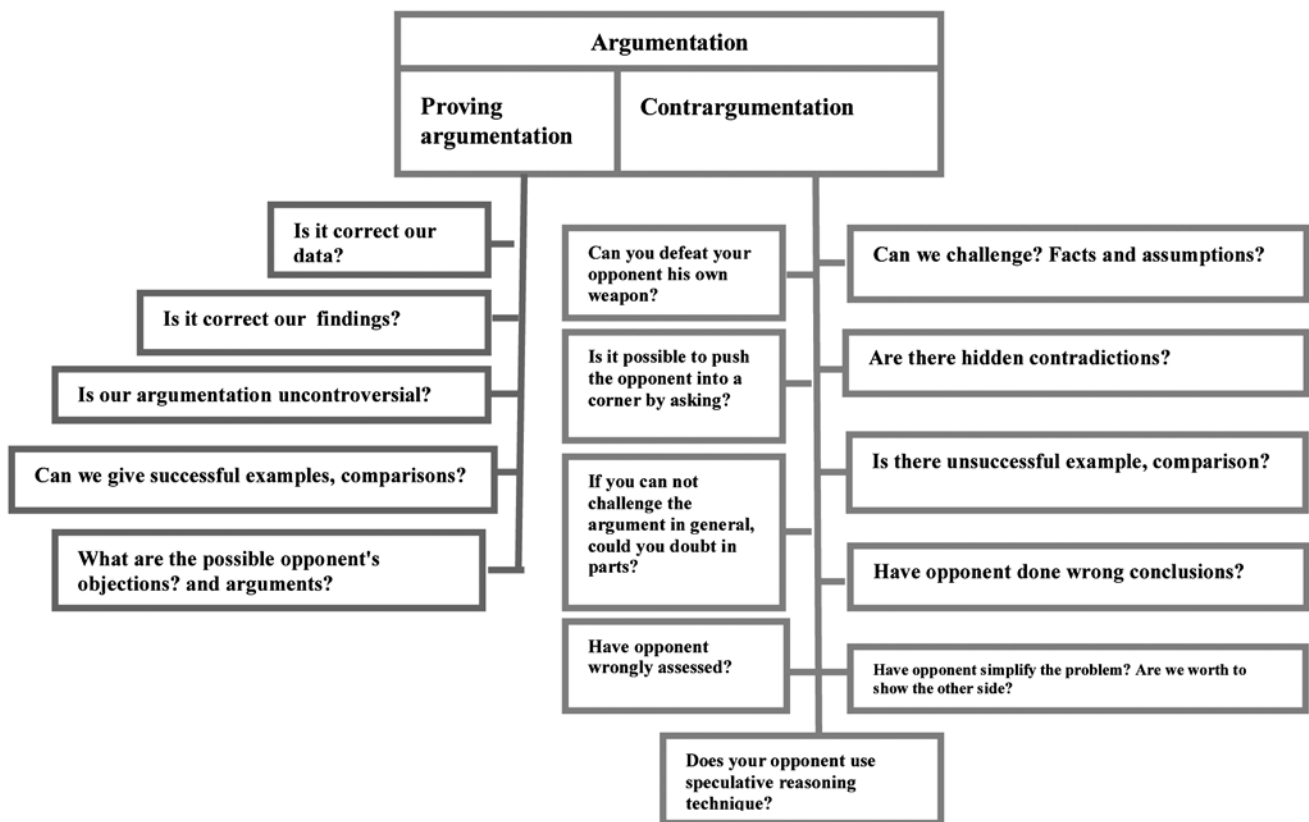 Argumentation
Proving
argumentation
Contrargumentation
Is it correct our
data?
Is it correct our findings?
Is our argumentation uncontroversial?
Can we give successful examples, comparisons?
What are the possible opponent's
objections? and arguments?
Can you defeat your
opponent his own
weapon?
Is it possible to push
the opponent into a
corner by asking?
If you can not
challenge the
argument in general,
could you doubt in
parts?
Have opponent
wrongly assessed?
Can we challenge? Facts and assumptions?
Are there hidden contradictions?
Is there unsuccessful example, comparison?
Have opponent done wrong conclusions?
Have opponent simplify the problem? Are we worth to
show the other side?
Does your opponent use
speculative reasoning
technique?